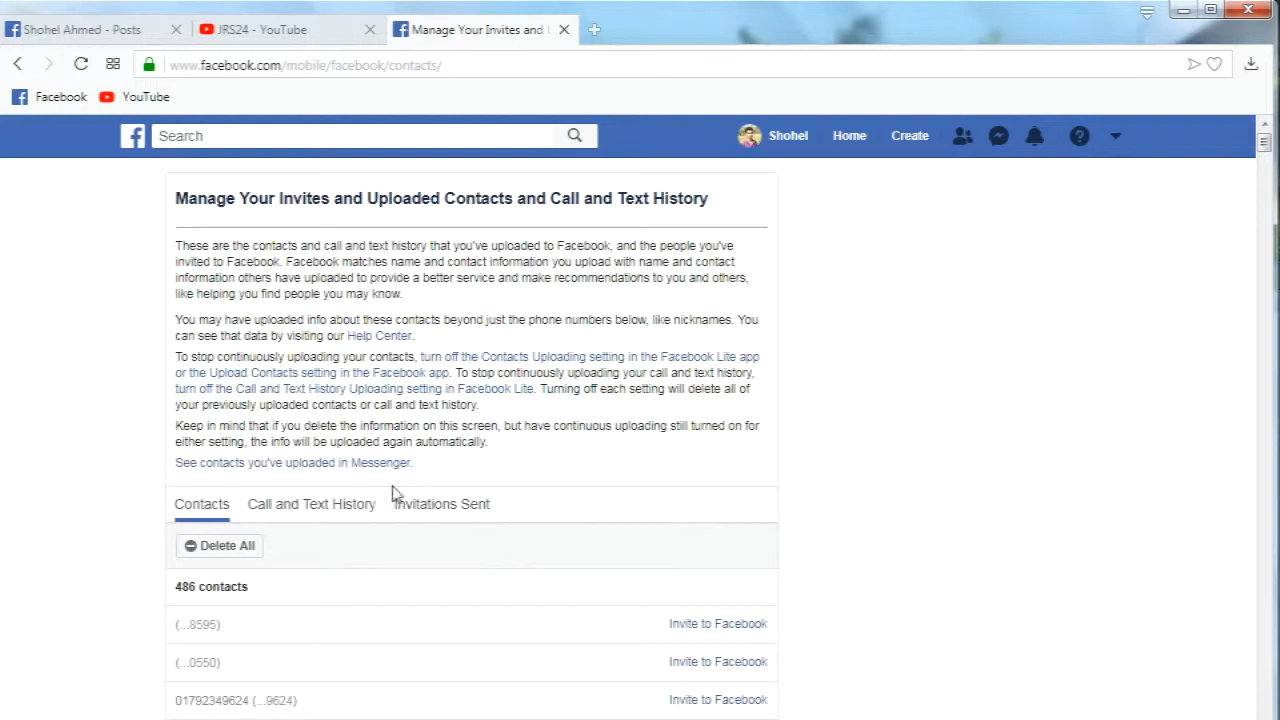 Shohel Ahmed - Posts
JRS24 - YouTube
Manage Your Invites and
www.facebook.com/mobile/facebook/contacts/
Facebook
YouTube
Search
Shohel
Home
Create
Manage Your Invites and Uploaded Contacts and Call and Text History
These are the contacts and call and text history that you've uploaded to Facebook, and the people you've
invited to Facebook. Facebook matches name and contact information you upload with name and contact
information others have uploaded to provide a better service and make recommendations to you and others,
like helping you find people you may know.
You may have uploaded info about these contacts beyond just the phone numbers below, like nicknames. You
can see that data by visiting our Help Center.
To stop continuously uploading your contacts, turn off the Contacts Uploading setting in the Facebook Lite app
or the Upload Contacts setting in the Facebook app. To stop continuously uploading your call and text history,
turn off the Call and Text History Uploading setting in Facebook Lite. Turning off each setting will delete all of
your previously uploaded contacts or call and text history.
Keep in mind that if you delete the information on this screen, but have continuous uploading still turned on for
either setting, the info will be uploaded again automatically.
See contacts you've uploaded in Messenger.
Contacts
Call and Text History
Invitations Sent
Delete All
486 contacts
(...8595)
Invite to Facebook
(...0550)
Invite to Facebook
01792349624 (...9624)
Invite to Facebook